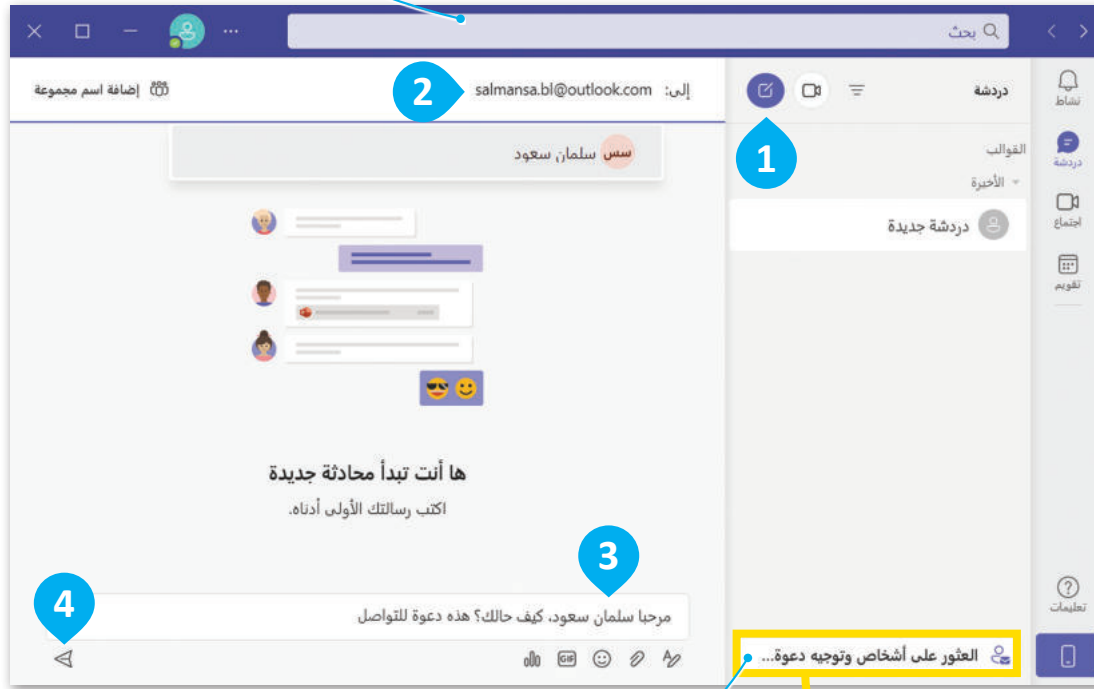 بحث
...
نشاط
دردشة
اجتماع
تقويم
تعليمات
دردشة
1
القوالب
الأخيرة
دردشة جديدة
العثور على أشخاص وتوجيه دعوة...
إلى: salmansa.bl@outlook.com
2
إضافة اسم مجموعة
سس سلمان سعود
ها أنت تبدأ محادثة جديدة
اكتب رسالتك الأولى أدناه.
3
مرحبا سلمان سعود، كيف حالك؟ هذه دعوة للتواصل
GIF
4